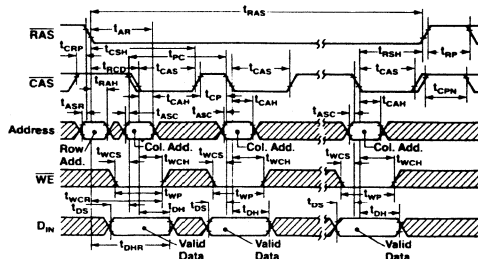 tRAS
tAR
RAS
tCRP tCSH tPC tRSH tRP
tRCD tCAS tCAS tCAS
CAS
tRAH tCAH tCP tCAH tCAH tCPN
tASR tASC tASC tASC
Address
Row Add. Col. Add. Col. Add. Col. Add.
tWCS tWCH tWCS tWCH tWCS tWCH
WE
tWCR tWP tWP tWP
tDS tDH tDS tDH tDS tDH
DIN
tDHR Valid Data Valid Data Valid Data